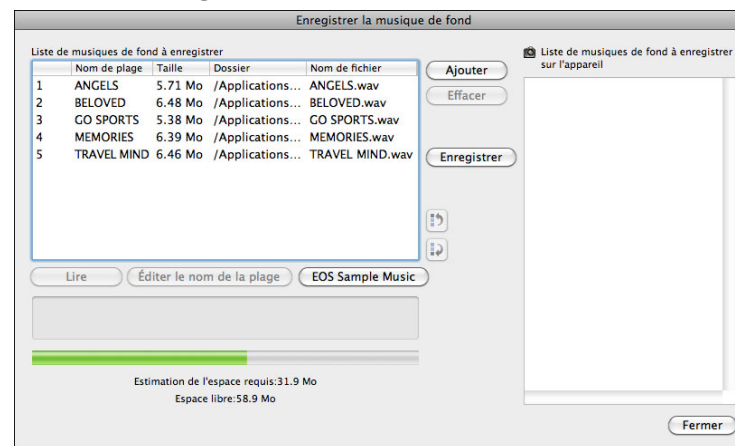 Enregistrer la musique de fond
Liste de musiques de fond à enregistrer
Nom de plage Taille Dossier Nom de fichier
1 ANGELS 5.71 Mo /Applications... ANGELS.wav
2 BELOVED 6.48 Mo /Applications... BELOVED.wav
3 GO SPORTS 5.38 Mo /Applications... GO SPORTS.wav
4 MEMORIES 6.39 Mo /Applications... MEMORIES.wav
5 TRAVEL MIND 6.46 Mo /Applications... TRAVEL MIND.wav
Lire Éditer le nom de la plage EOS Sample Music
Estimation de l'espace requis:31.9 Mo
Espace libre:58.9 Mo
Ajouter
Effacer
Enregistrer
Liste de musiques de fond à enregistrer
sur l'appareil
Fermer